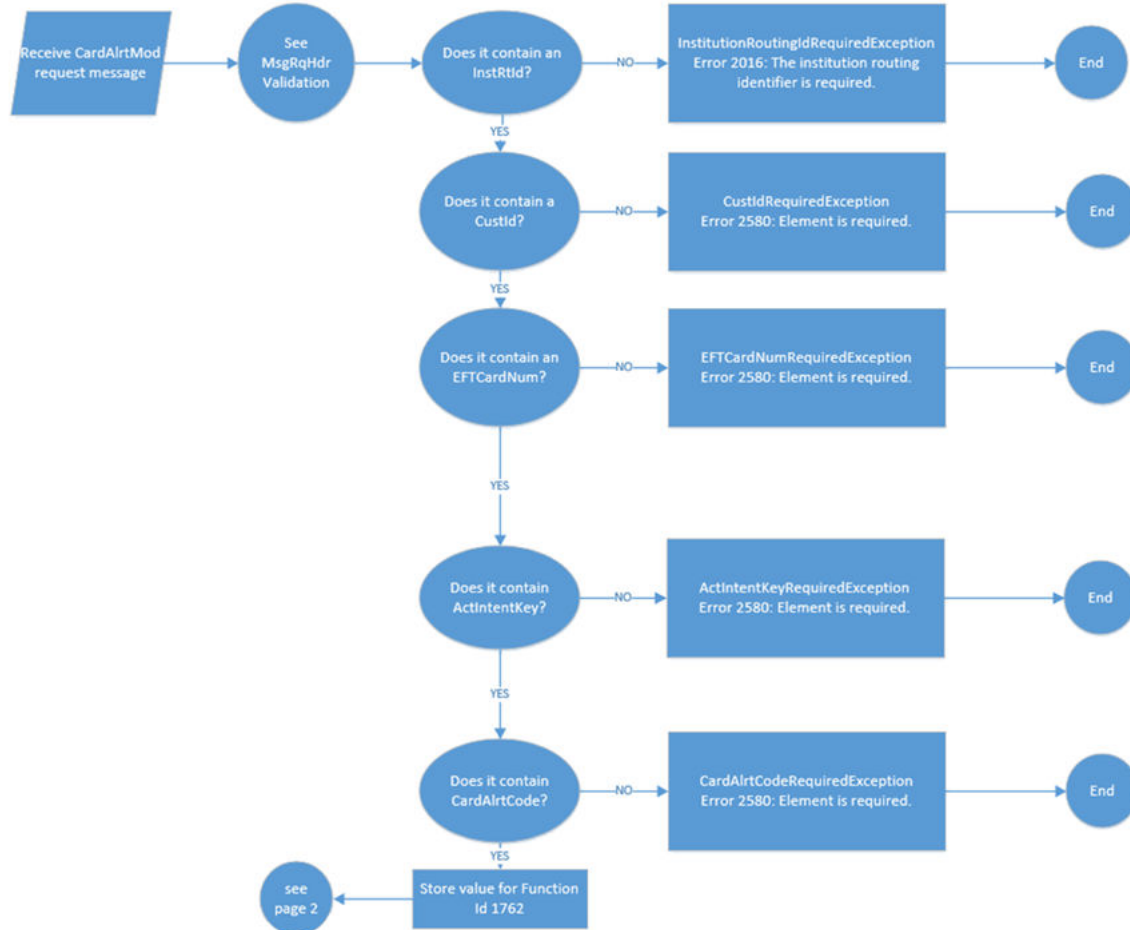 Receive CardAlrtMod
request message
See
MsgRqHdr
Validation
Does it contain an
InstRtId?
NO
InstitutionRoutingIdRequiredException
Error 2016: The institution routing
identifier is required.
End
YES
Does it contain a
CustId?
NO
CustIdRequiredException
Error 2580: Element is required.
End
YES
Does it contain an
EFTCardNum?
NO
EFTCardNumRequiredException
Error 2580: Element is required.
End
YES
Does it contain
ActIntentKey?
NO
ActIntentKeyRequiredException
Error 2580: Element is required.
End
YES
Does it contain
CardAlrtCode?
NO
CardAlrtCodeRequiredException
Error 2580: Element is required.
End
YES
see
page 2
Store value for Function
Id 1762